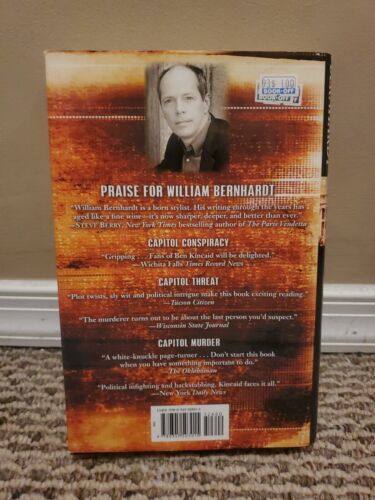 BOOK-OFF
BOOK-OFF
PRAISE FOR WILLIAM BERNHARDT
“William Bernhardt is a born stylist. His writing through the years has
aged like a fine wine—it's now sharper, deeper, and better than ever.”
—STEVE BERRY, New York Times bestselling author of The Paris Vendetta
CAPITOL CONSPIRACY
“Gripping . . . Fans of Ben Kincaid will be delighted.”
—Wichita Falls Times Record News
CAPITOL THREAT
“Plot twists, sly wit and political intrigue make this book exciting reading.”
—Tucson Citizen
“The murderer turns out to be about the last person you'd suspect.”
—Wisconsin State Journal
CAPITOL MURDER
“A white-knuckle page-turner . . . Don't start this book
when you have something important to do.”
—The Oklahoman
“Political infighting and backstabbing, Kincaid faces it all.”
—New York Daily News